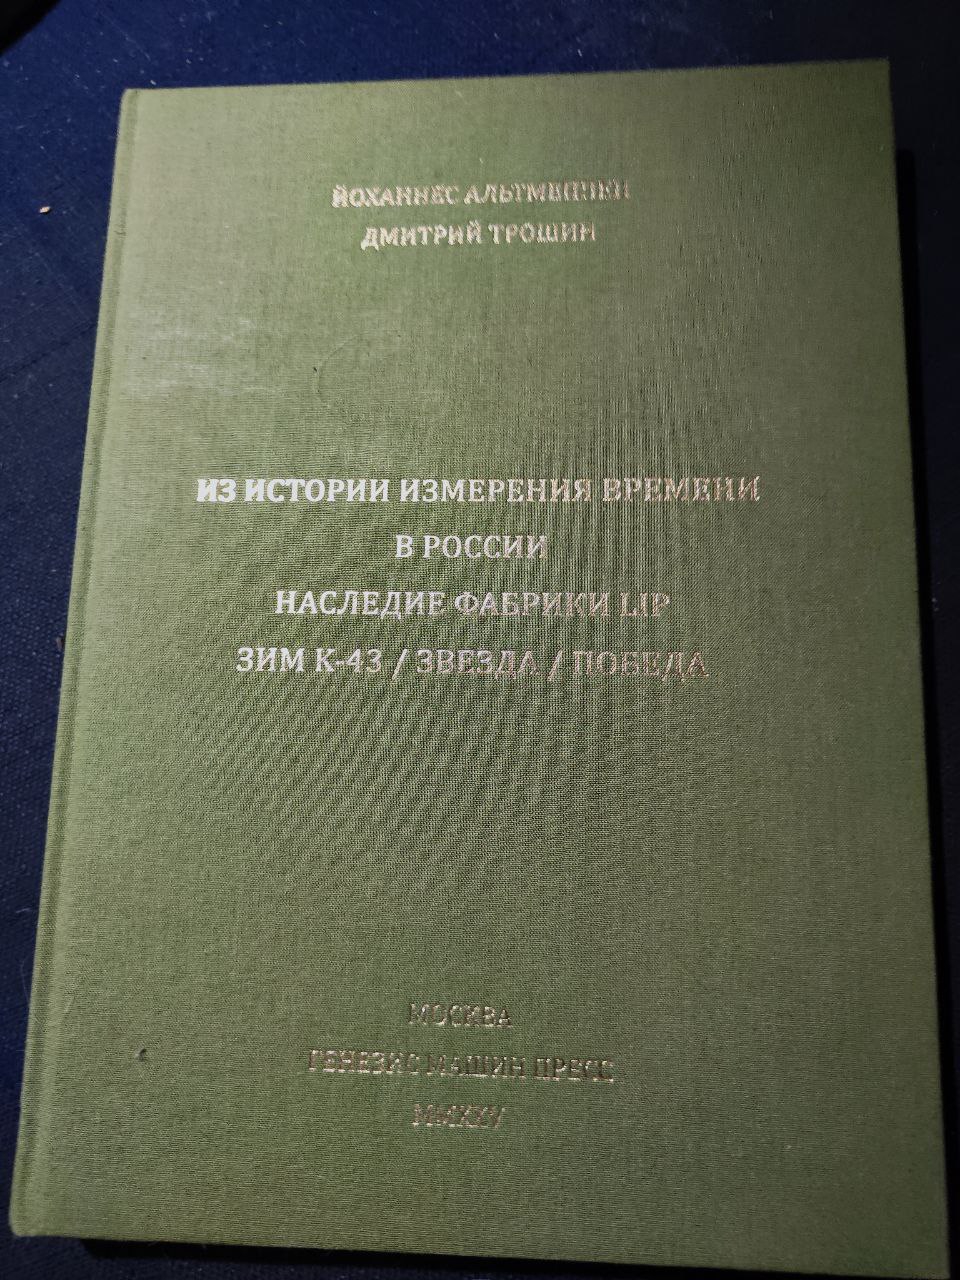 ЙОХАННЕС АЛЬТМЕППЕН
ДМИТРИЙ ТРОШИН
ИЗ ИСТОРИИ ИЗМЕРЕНИЯ ВРЕМЕНИ
В РОССИИ
НАСЛЕДИЕ ФАБРИКИ LIP
ЗИМ К-43 / ЗВЕЗДА / ПОБЕДА
МОСКВА
ГЕНЕЗИС МАШИН ПРЕСС
MMXXV